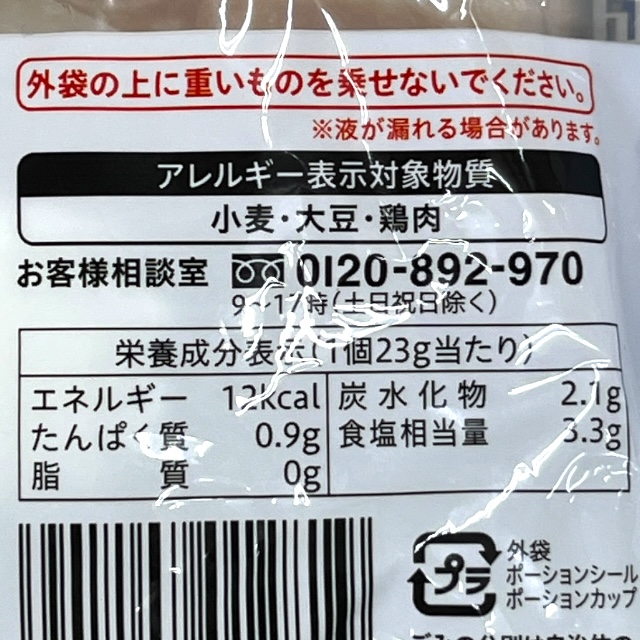 外袋の上に重いものを乗せないでください。
※液が漏れる場合があります。
アレルギー表示対象物質
小麦・大豆・鶏肉
お客様相談室 0120-892-970
9〜17時(土日祝日除く)
栄養成分表示(1個23g当たり)
エネルギー 12kcal 炭水化物 2.1g
たんぱく質 0.9g 食塩相当量 3.3g
脂質 0g
プラ
外袋
ポーションシール
ポーションカップ